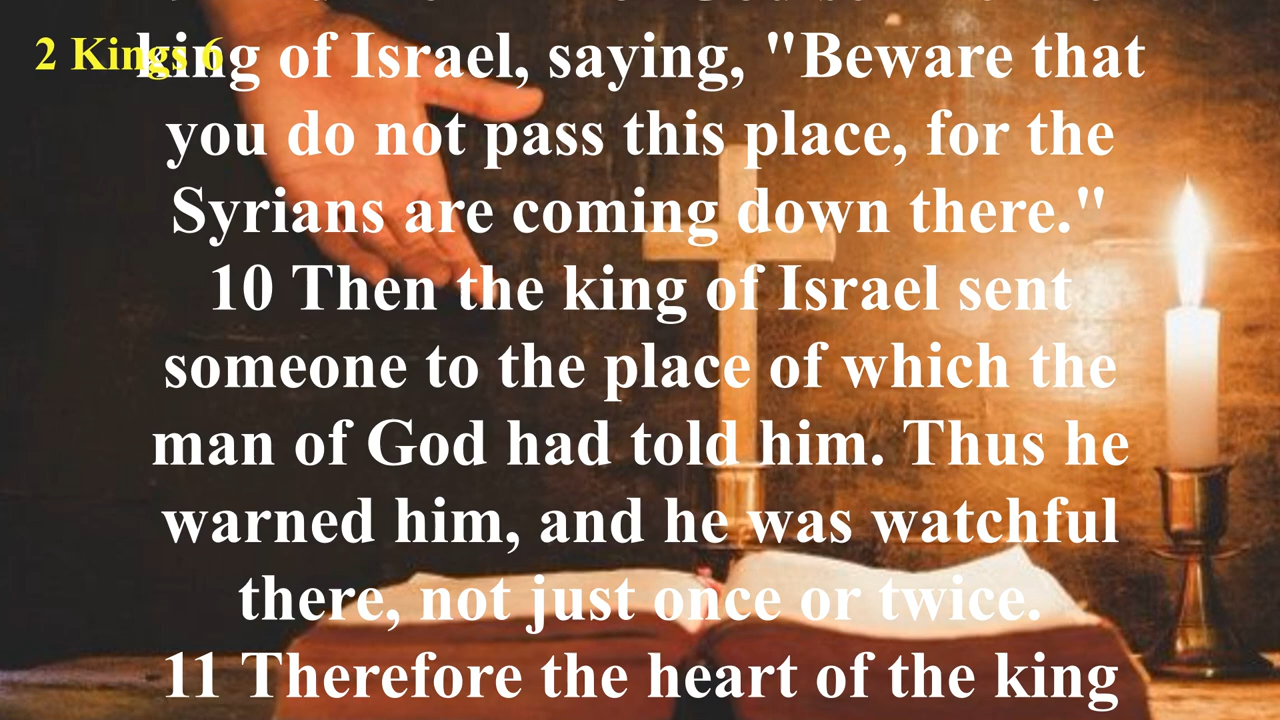 2 Kings 6
king of Israel, saying, "Beware that
you do not pass this place, for the
Syrians are coming down there."
10 Then the king of Israel sent
someone to the place of which the
man of God had told him. Thus he
warned him, and he was watchful
there, not just once or twice.
11 Therefore the heart of the king